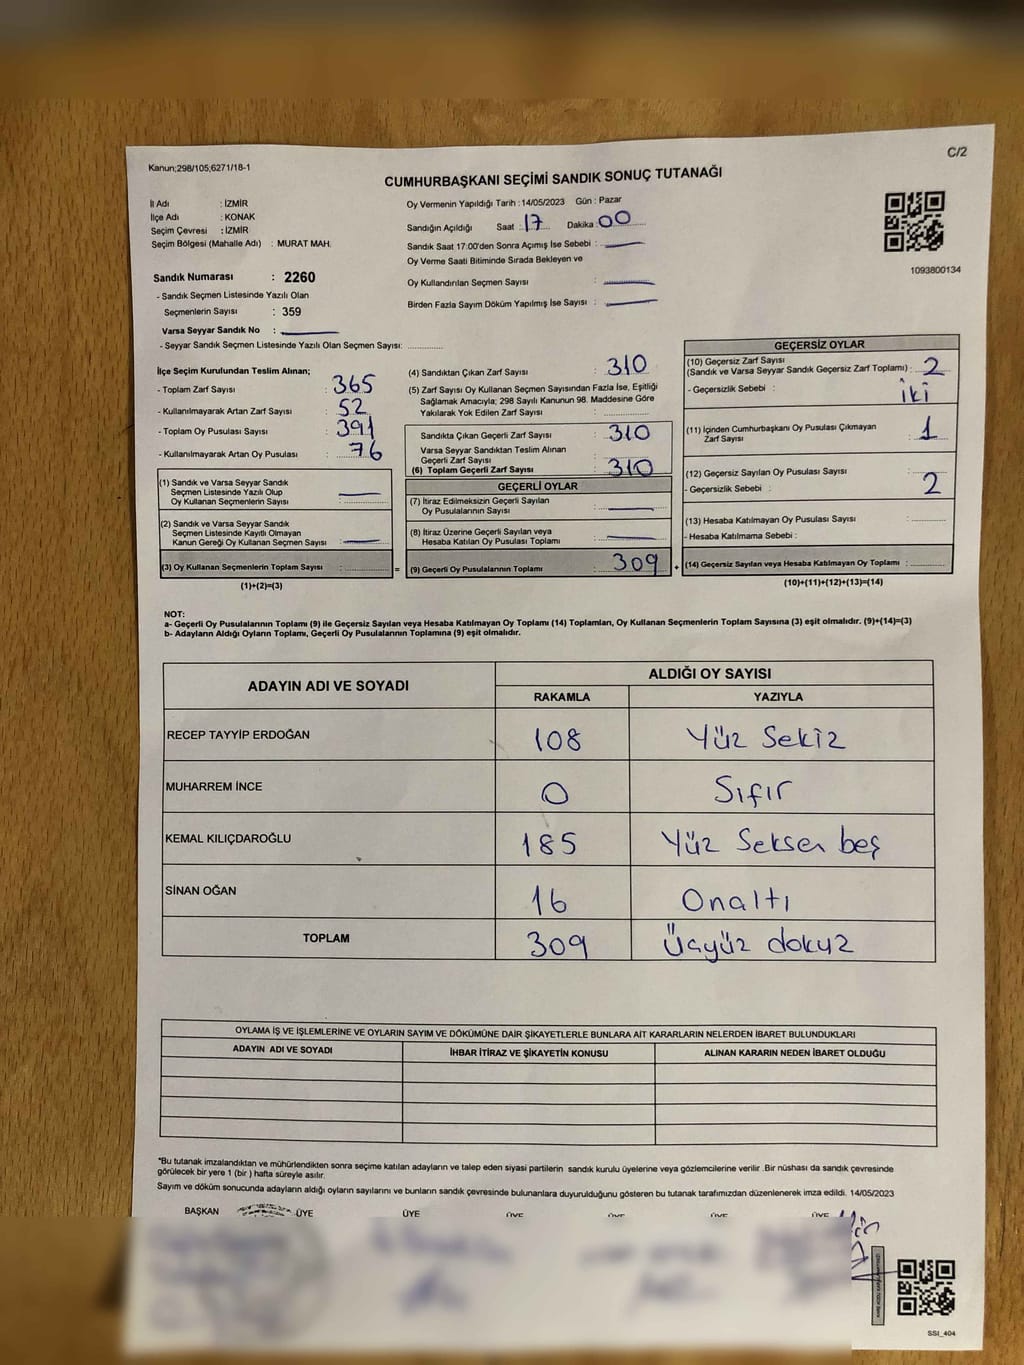 Kanun;298/105;6271/18-1
C/2
CUMHURBAŞKANI SEÇİMİ SANDIK SONUÇ TUTANAĞI
İl Adı : İZMİR
İlçe Adı : KONAK
Seçim Çevresi : İZMİR
Seçim Bölgesi (Mahalle Adı) : MURAT MAH.
Sandık Numarası : 2260
- Sandık Seçmen Listesinde Yazılı Olan
Seçmenlerin Sayısı : 359
Varsa Seyyar Sandık No :
- Seyyar Sandık Seçmen Listesinde Yazılı Olan Seçmen Sayısı:
Oy Vermenin Yapıldığı Tarih : 14/05/2023 Gün : Pazar
Sandığın Açıldığı Saat : 17 Dakika : 00
Sandık Saat 17:00'den Sonra Açımış İse Sebebi :
Oy Verme Saati Bitiminde Sırada Bekleyen ve
Oy Kullandırılan Seçmen Sayısı :
Birden Fazla Sayım Döküm Yapılmış İse Sayısı :
1093800134
İlçe Seçim Kurulundan Teslim Alınan;
- Toplam Zarf Sayısı : 365
- Kullanılmayarak Artan Zarf Sayısı : 52
- Toplam Oy Pusulası Sayısı : 391
- Kullanılmayarak Artan Oy Pusulası : 76
(1) Sandık ve Varsa Seyyar Sandık
Seçmen Listesinde Yazılı Olup
Oy Kullanan Seçmenlerin Sayısı :
(2) Sandık ve Varsa Seyyar Sandık
Seçmen Listesinde Kayıtlı Olmayan
Kanun Gereği Oy Kullanan Seçmen Sayısı :
(3) Oy Kullanan Seçmenlerin Toplam Sayısı :
(1)+(2)=(3)
(4) Sandıktan Çıkan Zarf Sayısı : 310
(5) Zarf Sayısı Oy Kullanan Seçmen Sayısından Fazla İse, Eşitliği
Sağlamak Amacıyla; 298 Sayılı Kanunun 98. Maddesine Göre
Yakılarak Yok Edilen Zarf Sayısı :
Sandıkta Çıkan Geçerli Zarf Sayısı : 310
Varsa Seyyar Sandıktan Teslim Alınan
Geçerli Zarf Sayısı :
(6) Toplam Geçerli Zarf Sayısı : 310
GEÇERLİ OYLAR
(7) İtiraz Edilmeksizin Geçerli Sayılan
Oy Pusulalarının Sayısı :
(8) İtiraz Üzerine Geçerli Sayılan veya
Hesaba Katılan Oy Pusulası Toplamı :
= (9) Geçerli Oy Pusulalarının Toplamı : 309 +
GEÇERSİZ OYLAR
(10) Geçersiz Zarf Sayısı
(Sandık ve Varsa Seyyar Sandık Geçersiz Zarf Toplamı) : 2
- Geçersizlik Sebebi : iki
(11) İçinden Cumhurbaşkanı Oy Pusulası Çıkmayan
Zarf Sayısı : 1
(12) Geçersiz Sayılan Oy Pusulası Sayısı : 2
- Geçersizlik Sebebi :
(13) Hesaba Katılmayan Oy Pusulası Sayısı :
- Hesaba Katılmama Sebebi :
(14) Geçersiz Sayılan veya Hesaba Katılmayan Oy Toplamı :
(10)+(11)+(12)+(13)=(14)
NOT:
a- Geçerli Oy Pusulalarının Toplamı (9) ile Geçersiz Sayılan veya Hesaba Katılmayan Oy Toplamı (14) Toplamları, Oy Kullanan Seçmenlerin Toplam Sayısına (3) eşit olmalıdır. (9)+(14)=(3)
b- Adayların Aldığı Oyların Toplamı, Geçerli Oy Pusulalarının Toplamına (9) eşit olmalıdır.
ADAYIN ADI VE SOYADI
ALDIĞI OY SAYISI
RAKAMLA YAZIYLA
RECEP TAYYİP ERDOĞAN 108 Yüz Sekiz
MUHARREM İNCE 0 Sıfır
KEMAL KILIÇDAROĞLU 185 Yüz Seksen beş
SİNAN OĞAN 16 Onaltı
TOPLAM 309 Üçyüz dokuz
OYLAMA İŞ VE İŞLEMLERİNE VE OYLARIN SAYIM VE DÖKÜMÜNE DAİR ŞİKAYETLERLE BUNLARA AİT KARARLARIN NELERDEN İBARET BULUNDUKLARI
ADAYIN ADI VE SOYADI İHBAR İTİRAZ VE ŞİKAYETİN KONUSU ALINAN KARARIN NEDEN İBARET OLDUĞU
*Bu tutanak imzalandıktan ve mühürlendikten sonra seçime katılan adayların ve talep eden siyasi partilerin sandık kurulu üyelerine veya gözlemcilerine verilir. Bir nüshası da sandık çevresinde
görülecek bir yere 1 (bir ) hafta süreyle asılır.
Sayım ve döküm sonucunda adayların aldığı oyların sayılarını ve bunların sandık çevresinde bulunanlara duyurulduğunu gösteren bu tutanak tarafımızdan düzenlenerek imza edildi. 14/05/2023
BAŞKAN ÜYE ÜYE ÜYE ÜYE ÜYE ÜYE
SSI_404